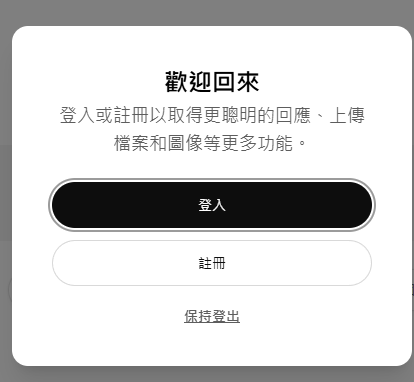 歡迎回來
登入或註冊以取得更聰明的回應、上傳
檔案和圖像等更多功能。
登入
註冊
保持登出